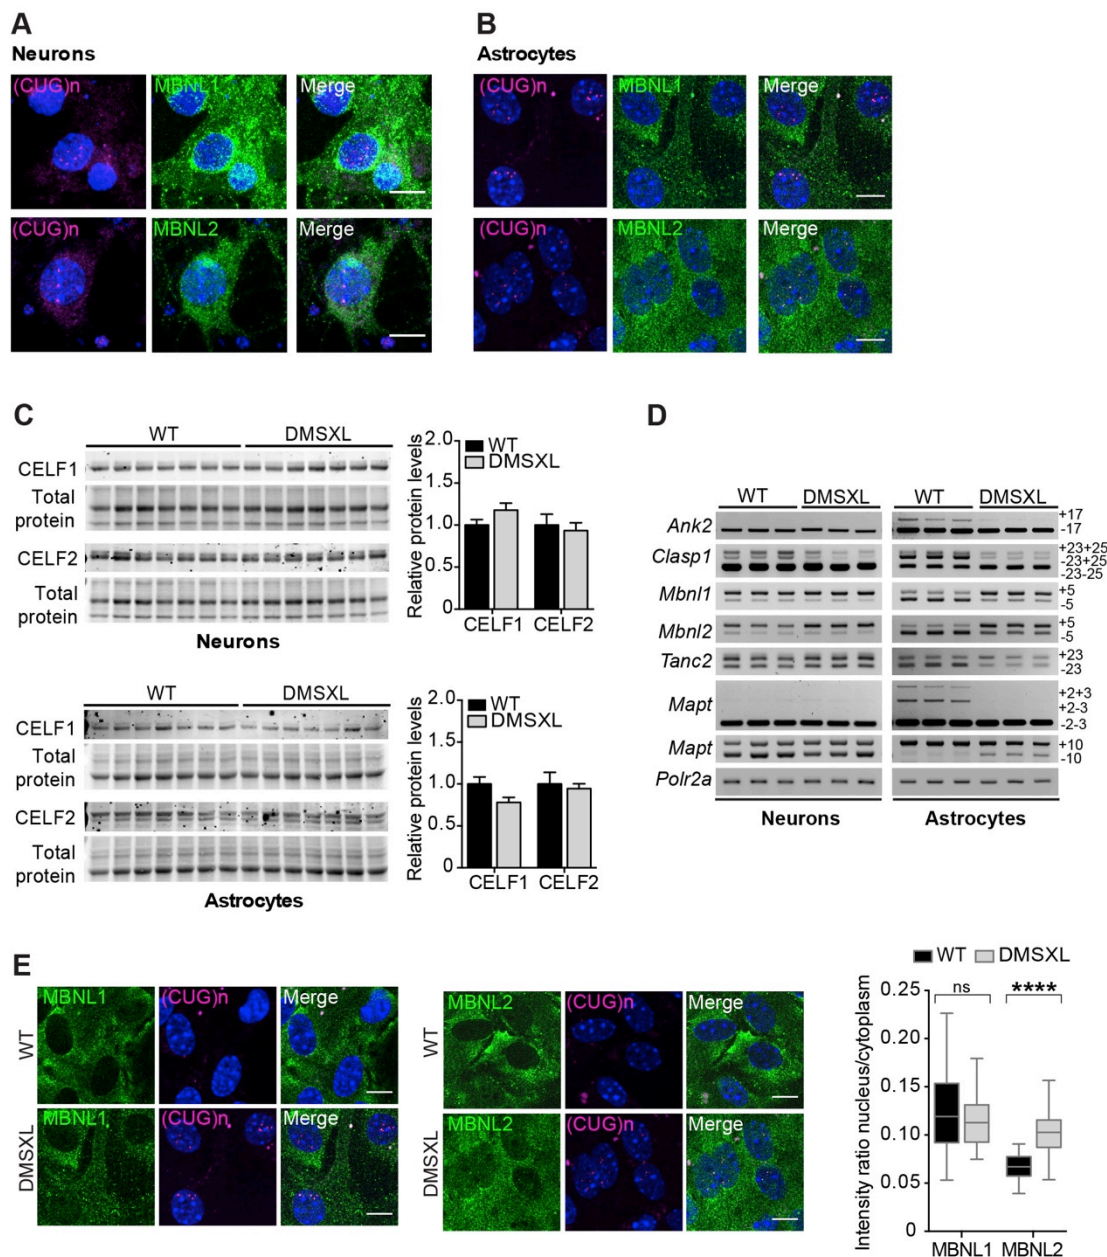 A
Neurons
(CUG)n MBNL1 Merge
(CUG)n MBNL2 Merge
B
Astrocytes
(CUG)n MBNL1 Merge
(CUG)n MBNL2 Merge
C
WT DMSXL
CELF1
Total
protein
CELF2
Total
protein
Neurons
Relative protein levels
2.0
1.5
1.0
0.5
0
WT
DMSXL
CELF1 CELF2
WT DMSXL
CELF1
Total
protein
CELF2
Total
protein
Astrocytes
Relative protein levels
2.0
1.5
1.0
0.5
0
WT
DMSXL
CELF1 CELF2
D
WT DMSXL WT DMSXL
Ank2 +17
-17
Clasp1 +23+25
-23+25
-23-25
Mbnl1 +5
-5
Mbnl2 +5
-5
Tanc2 +23
-23
Mapt +2+3
+2-3
-2-3
Mapt +10
-10
Polr2a
Neurons Astrocytes
E
WT
MBNL1 (CUG)n Merge
DMSXL
MBNL1 (CUG)n Merge
WT
MBNL2 (CUG)n Merge
DMSXL
MBNL2 (CUG)n Merge
WT DMSXL
Intensity ratio nucleus/cytoplasm
0.25
0.20
0.15
0.10
0.05
0
ns ****
MBNL1 MBNL2